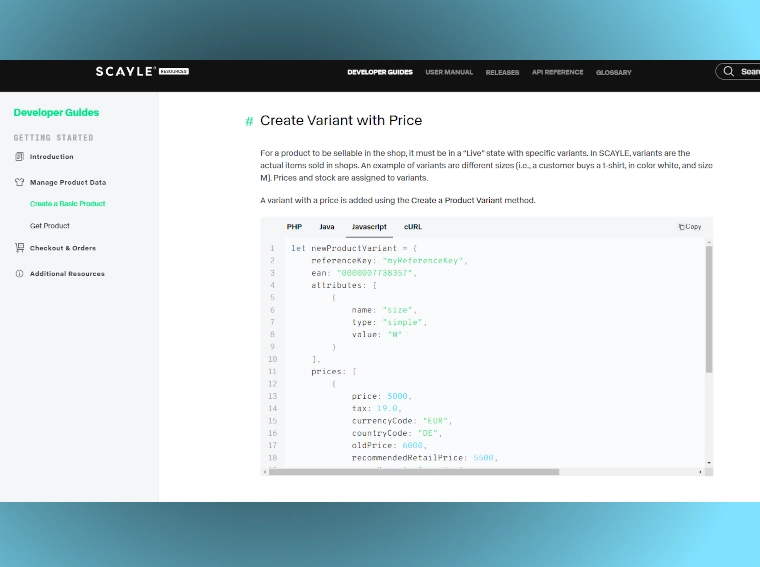 SCAYLE RESOURCES
DEVELOPER GUIDES USER MANUAL RELEASES API REFERENCE GLOSSARY
Developer Guides
GETTING STARTED
Introduction
Manage Product Data
Create a Basic Product
Get Product
Checkout & Orders
Additional Resources
# Create Variant with Price
For a product to be sellable in the shop, it must be in a "Live" state with specific variants. In SCAYLE, variants are the
actual items sold in shops. An example of variants are different sizes (i.e., a customer buys a t-shirt, in color white, and size
M). Prices and stock are assigned to variants.
A variant with a price is added using the Create a Product Variant method.
PHP Java Javascript cURL Copy
1 let newProductVariant = {
2 referenceKey: "myReferenceKey",
3 ean: "0000007738357",
4 attributes: [
5 {
6 name: "size",
7 type: "simple",
8 value: "M"
9 }
10 ],
11 prices: [
12 {
13 price: 5000,
14 tax: 19.0,
15 currencyCode: "EUR",
16 countryCode: "DE",
17 oldPrice: 6000,
18 recommendedRetailPrice: 5500,